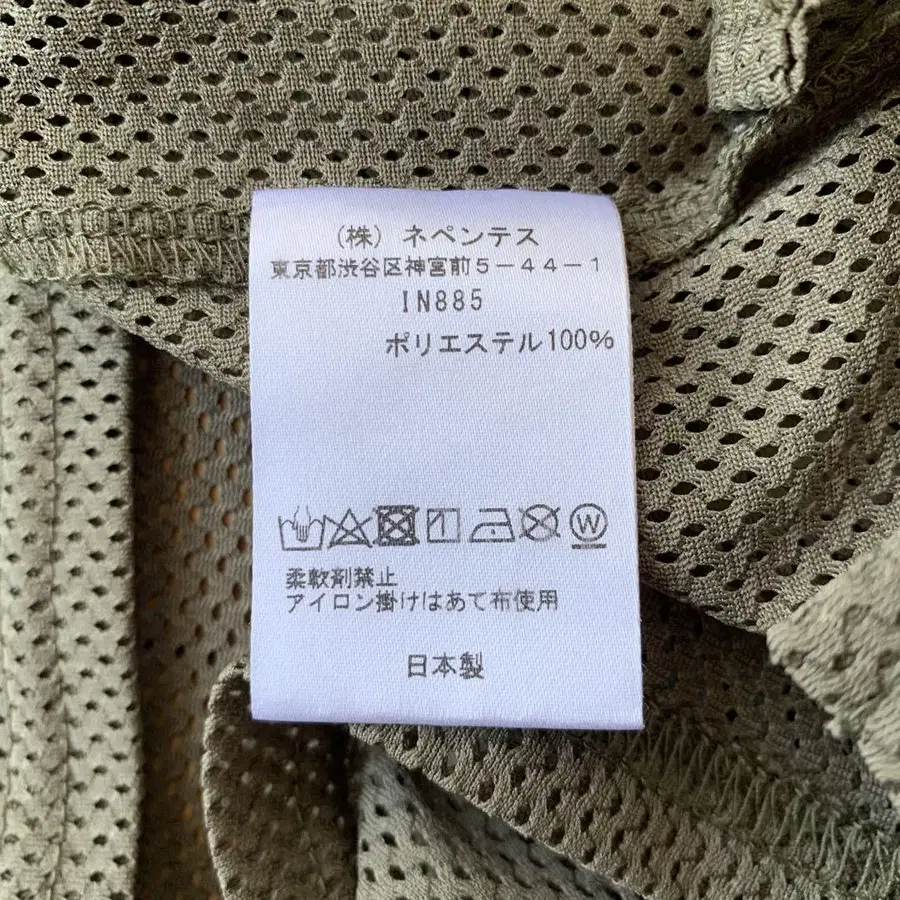 (株) ネペンテス
東京都渋谷区神宮前5-44-1
IN885
ポリエステル100%
W
柔軟剤禁止
アイロン掛けはあて布使用
日本製